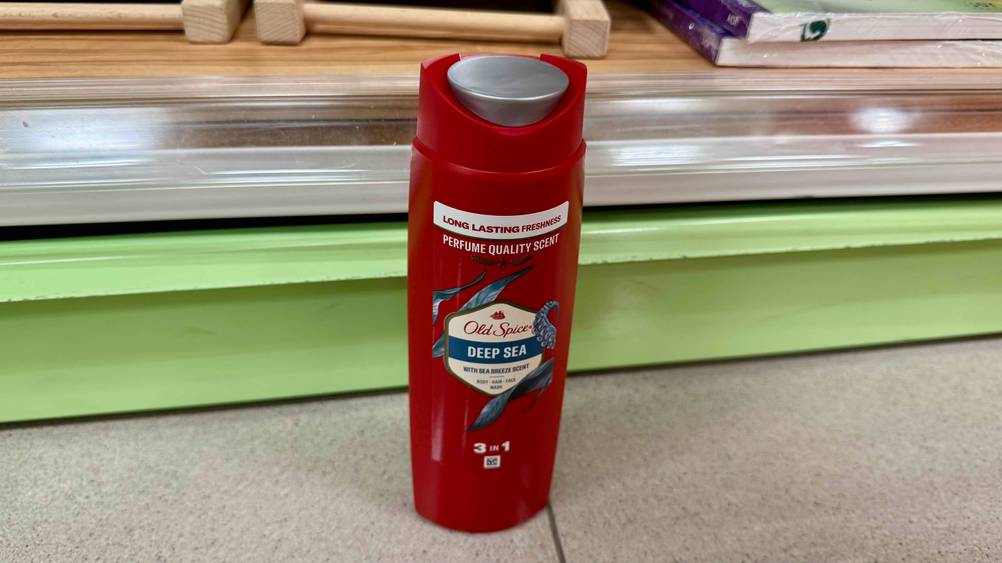 LONG LASTING FRESHNESS
PERFUME QUALITY SCENT
Old Spice
DEEP SEA
WITH SEA BREEZE SCENT
BODY · HAIR · FACE
WASH
3 IN 1